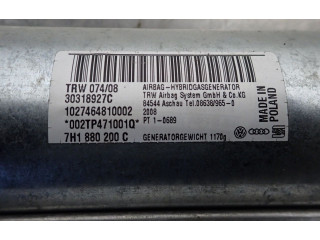 TRW 074/08
30318927C
1027464810002
*002TP471001Q*
7H1 880 200 C
AIRBAG-HYBRIDGASGENERATOR
TRW Airbag System GmbH & Co.KG
84544 Aschau Tel.08638/965-0
2008
PT 1-0689
GENERATORGEWICHT 1170g
MADE IN
POLAND